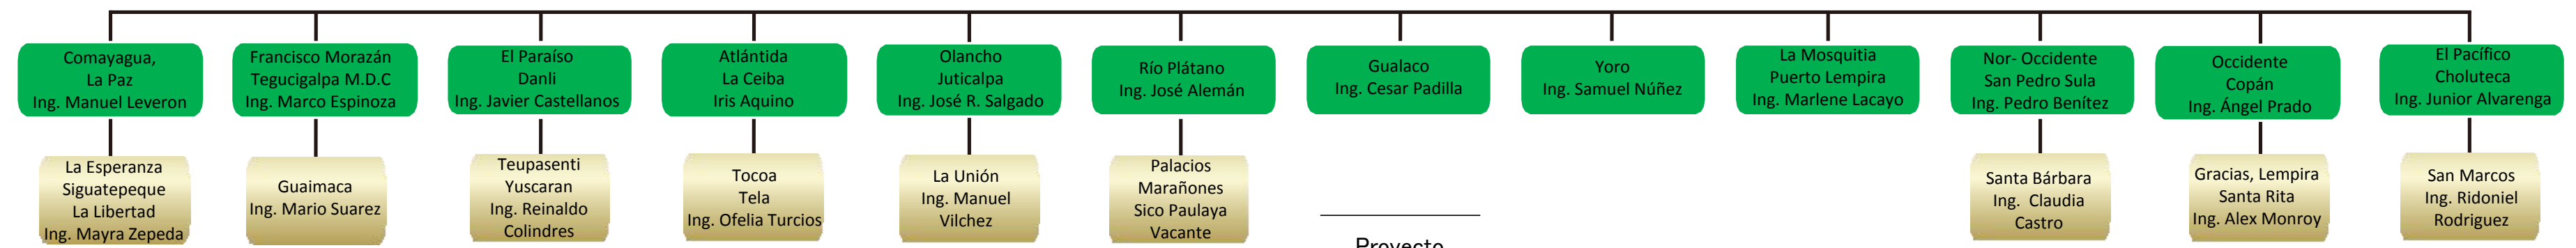 Comayagua,
La Paz
Ing. Manuel Leveron
Francisco Morazán
Tegucigalpa M.D.C
Ing. Marco Espinoza
El Paraíso
Danli
Ing. Javier Castellanos
Atlántida
La Ceiba
Iris Aquino
Olancho
Juticalpa
Ing. José R. Salgado
Río Plátano
Ing. José Alemán
Gualaco
Ing. Cesar Padilla
Yoro
Ing. Samuel Núñez
La Mosquitia
Puerto Lempira
Ing. Marlene Lacayo
Nor- Occidente
San Pedro Sula
Ing. Pedro Benítez
Occidente
Copán
Ing. Ángel Prado
El Pacífico
Choluteca
Ing. Junior Alvarenga
La Esperanza
Siguatepeque
La Libertad
Ing. Mayra Zepeda
Guaimaca
Ing. Mario Suarez
Teupasenti
Yuscaran
Ing. Reinaldo
Colindres
Tocoa
Tela
Ing. Ofelia Turcios
La Unión
Ing. Manuel
Vilchez
Palacios
Marañones
Sico Paulaya
Vacante
Santa Bárbara
Ing. Claudia
Castro
Gracias, Lempira
Santa Rita
Ing. Alex Monroy
San Marcos
Ing. Ridoniel
Rodriguez
Proyecto